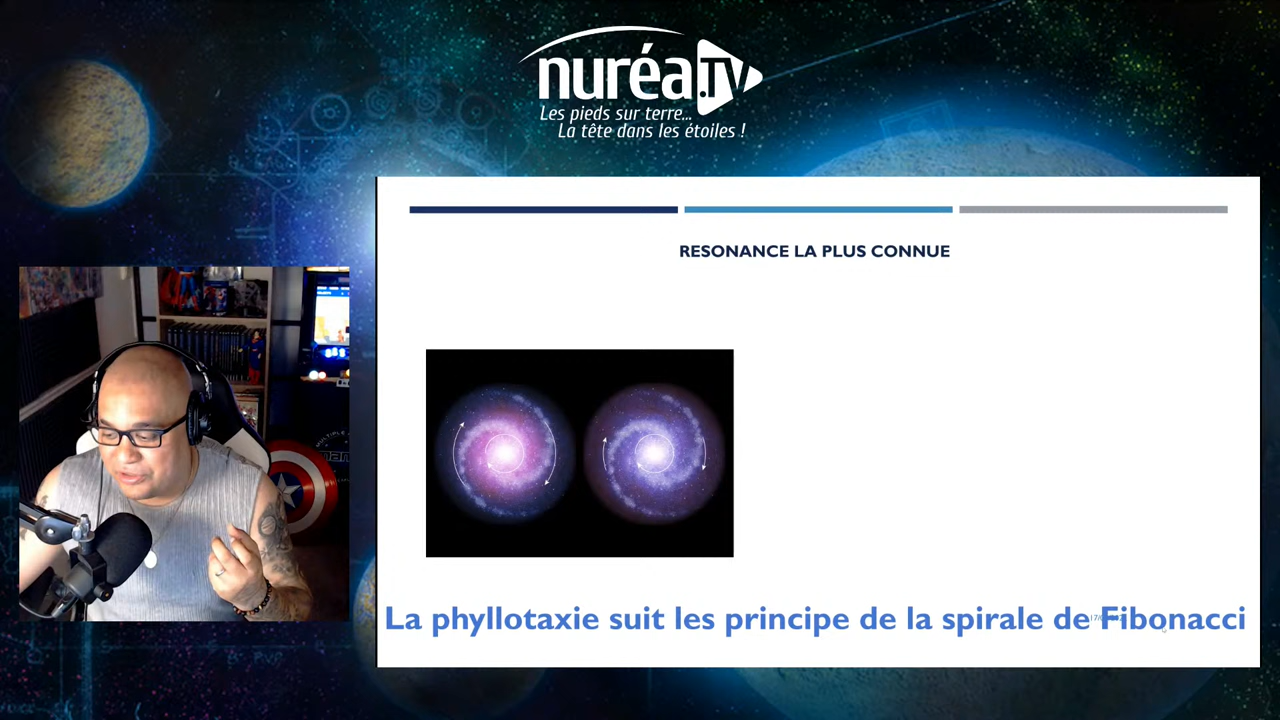 nuréa.TV
Les pieds sur terre...
La tête dans les étoiles !
RESONANCE LA PLUS CONNUE
La phyllotaxie suit les principe de la spirale de Fibonacci